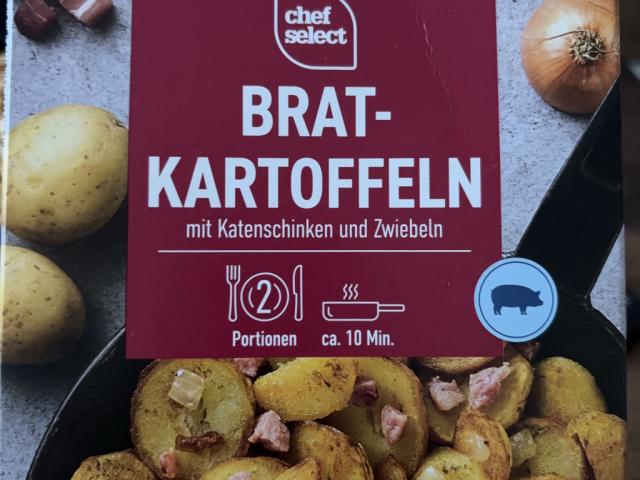 chef
select
BRAT-
KARTOFFELN
mit Katenschinken und Zwiebeln
2
Portionen ca. 10 Min.